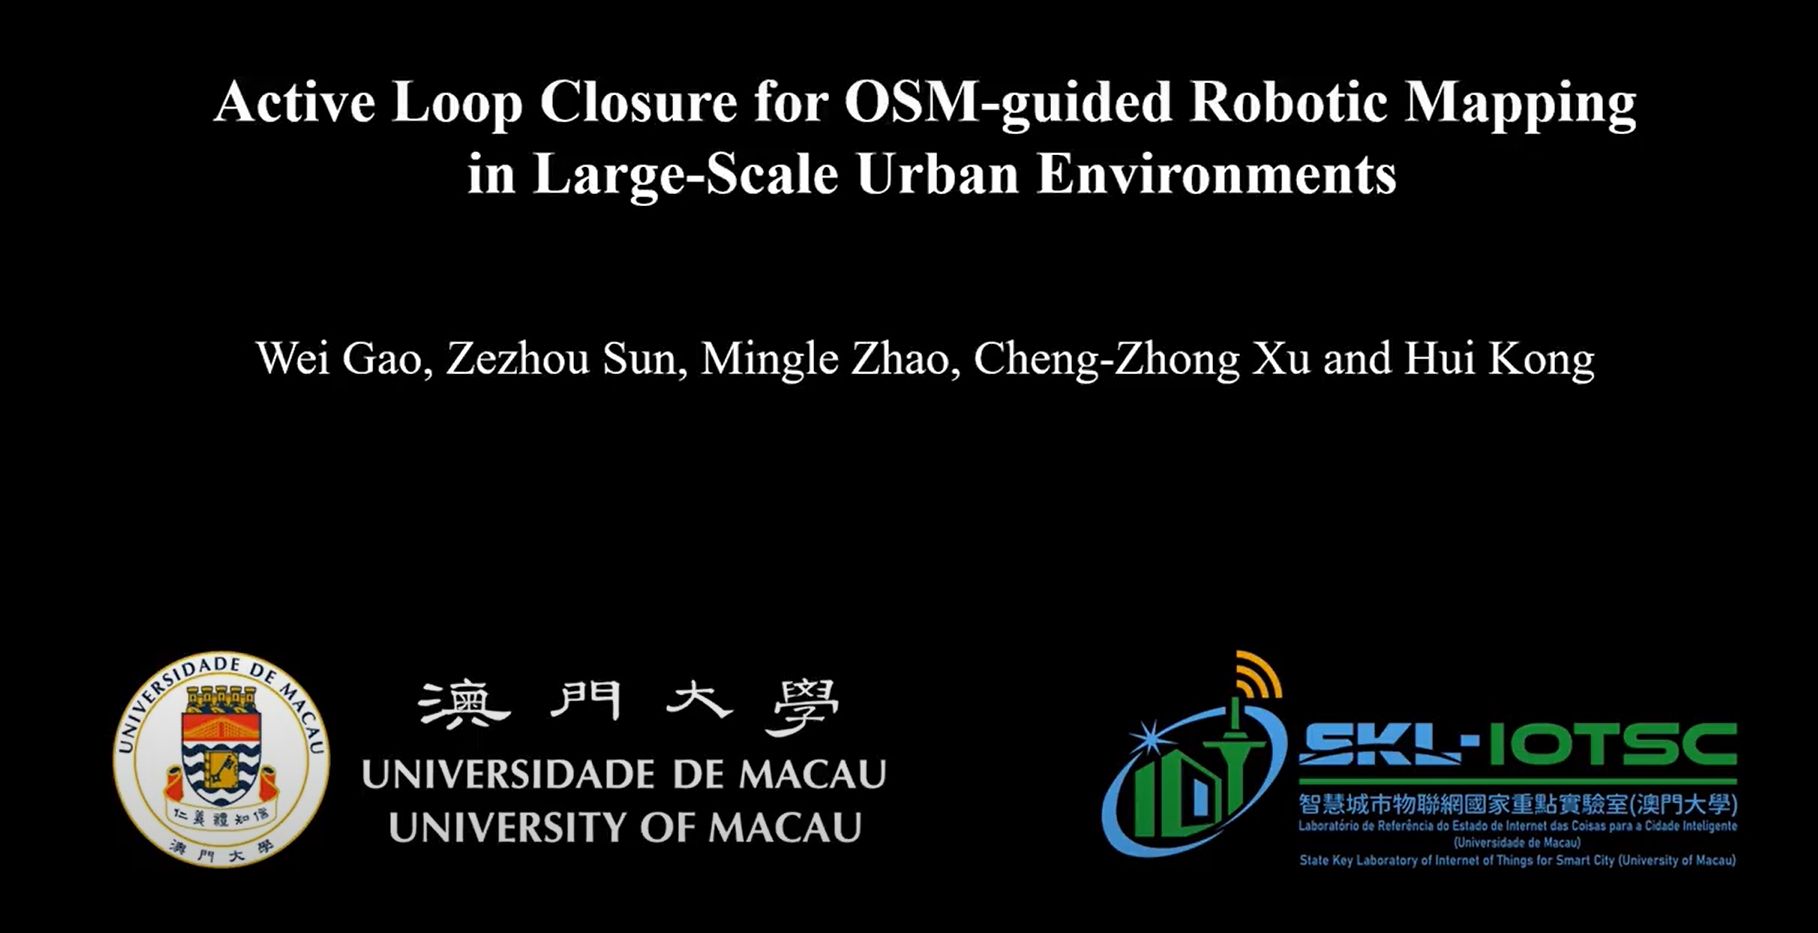 Active Loop Closure for OSM-guided Robotic Mapping
in Large-Scale Urban Environments
Wei Gao, Zezhou Sun, Mingle Zhao, Cheng-Zhong Xu and Hui Kong
UNIVERSIDADE DE MACAU
仁義禮知信
澳門大學
澳門大學
UNIVERSIDADE DE MACAU
UNIVERSITY OF MACAU
SKL-IOTSC
智慧城市物聯網國家重點實驗室(澳門大學)
Laboratório de Referência do Estado de Internet das Coisas para a Cidade Inteligente
(Universidade de Macau)
State Key Laboratory of Internet of Things for Smart City (University of Macau)